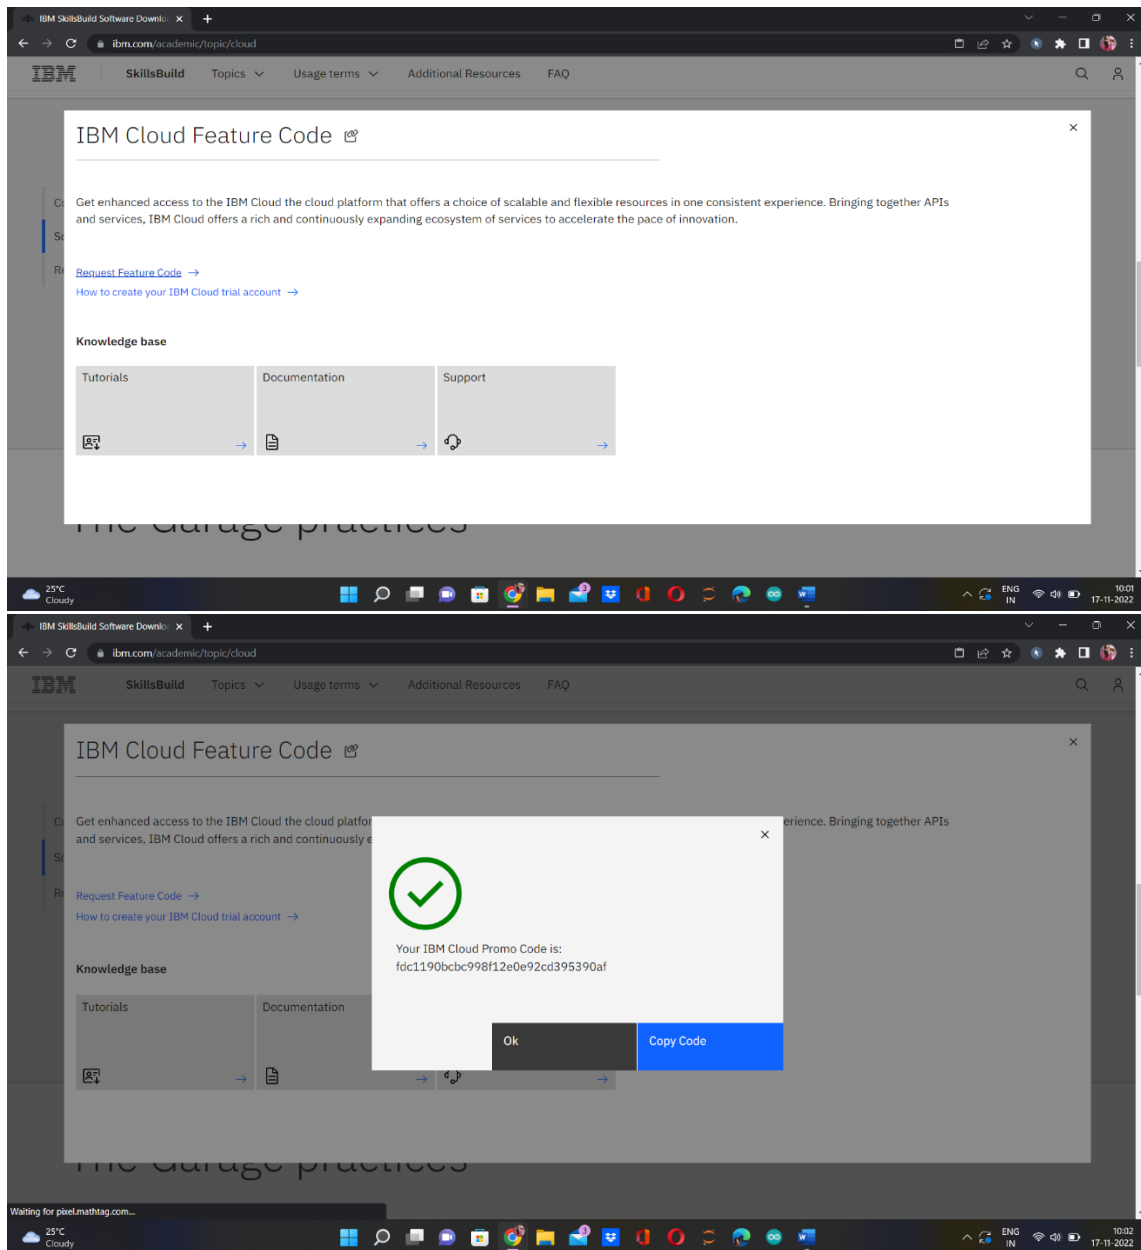 IBM SkillsBuild Software Downlo
ibm.com/academic/topic/cloud
IBM SkillsBuild Topics Usage terms Additional Resources FAQ
IBM Cloud Feature Code
Get enhanced access to the IBM Cloud the cloud platform that offers a choice of scalable and flexible resources in one consistent experience. Bringing together APIs
and services, IBM Cloud offers a rich and continuously expanding ecosystem of services to accelerate the pace of innovation.
Request Feature Code →
How to create your IBM Cloud trial account →
Knowledge base
Tutorials Documentation Support
The Garage practices
25°C
Cloudy
3
ENG
IN
10:01
17-11-2022
IBM SkillsBuild Software Downlo
ibm.com/academic/topic/cloud
IBM SkillsBuild Topics Usage terms Additional Resources FAQ
IBM Cloud Feature Code
Get enhanced access to the IBM Cloud the cloud platfor
erience. Bringing together APIs
and services, IBM Cloud offers a rich and continuously e
Request Feature Code →
How to create your IBM Cloud trial account →
Your IBM Cloud Promo Code is:
fdc1190bcbc998f12e0e92cd395390af
Ok Copy Code
Knowledge base
Tutorials Documentation
The Garage practices
Waiting for pixel.mathtag.com...
25°C
Cloudy
3
ENG
IN
10:02
17-11-2022